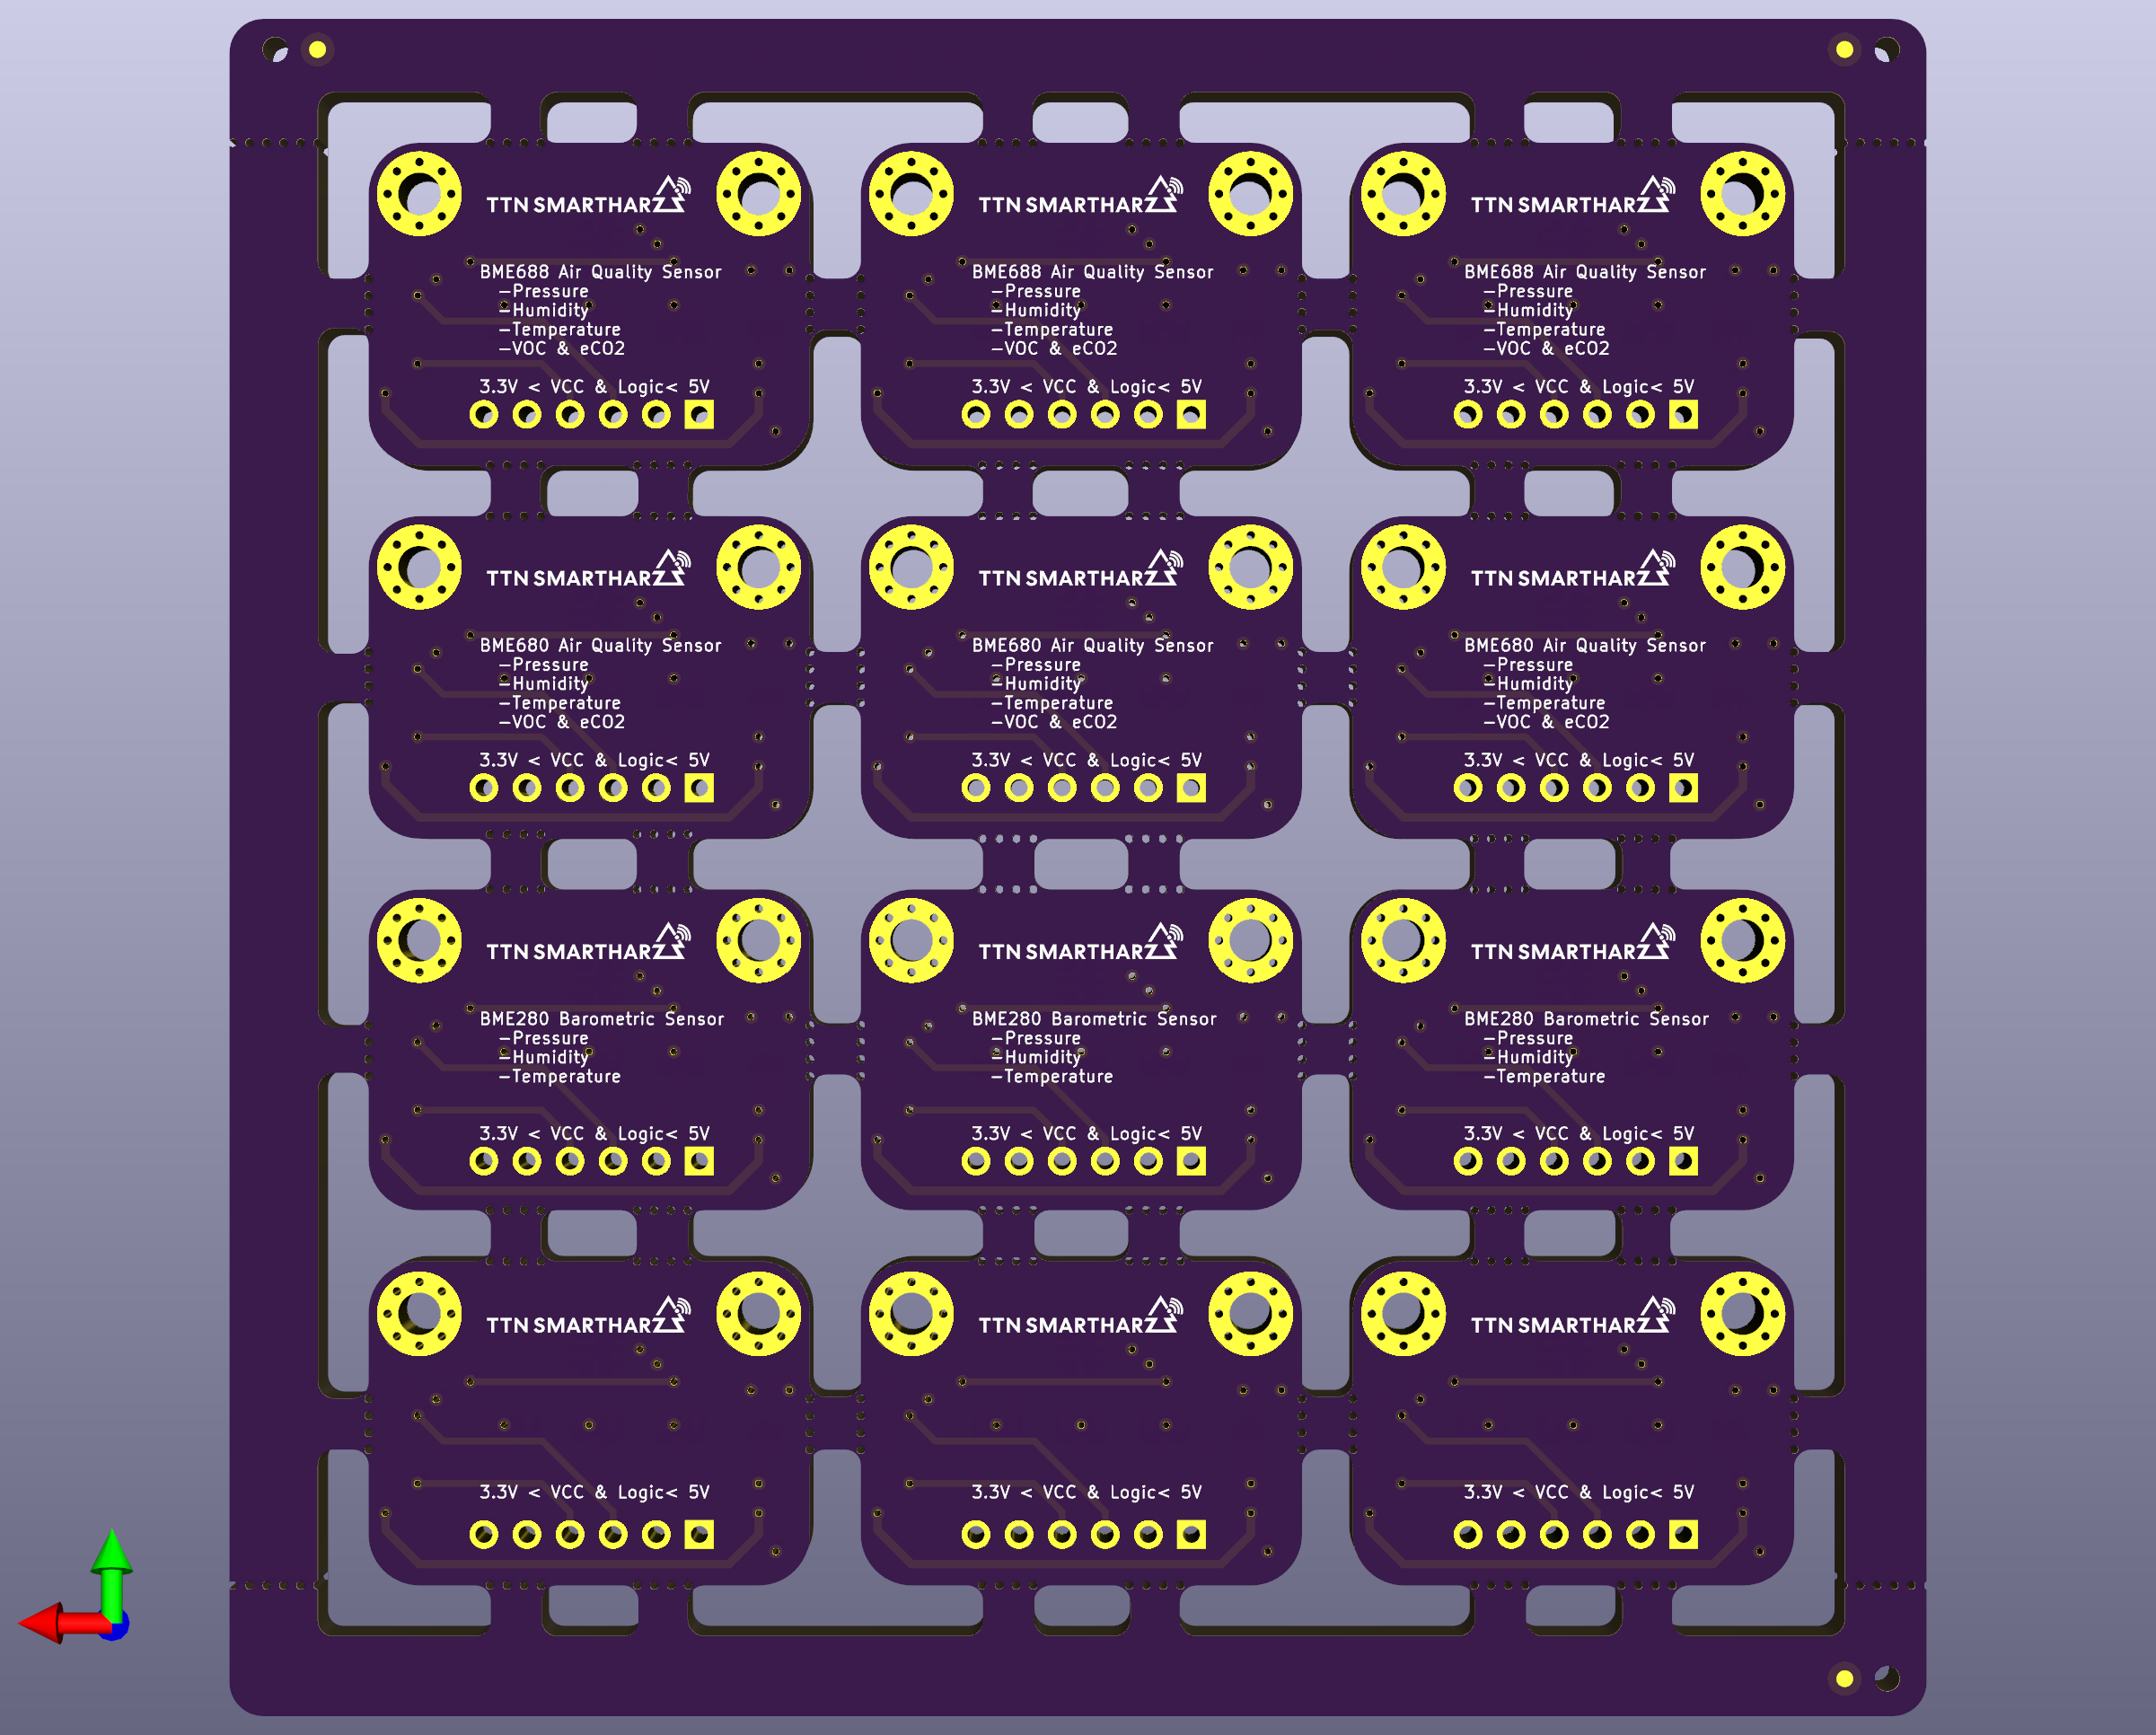 TTN SMARTHARZ TTN SMARTHARZ TTN SMARTHARZ
BME688 Air Quality Sensor BME688 Air Quality Sensor BME688 Air Quality Sensor
-Pressure -Pressure -Pressure
-Humidity -Humidity -Humidity
-Temperature -Temperature -Temperature
-VOC & eCO2 -VOC & eCO2 -VOC & eCO2
3.3V < VCC & Logic< 5V 3.3V < VCC & Logic< 5V 3.3V < VCC & Logic< 5V
TTN SMARTHARZ TTN SMARTHARZ TTN SMARTHARZ
BME680 Air Quality Sensor BME680 Air Quality Sensor BME680 Air Quality Sensor
-Pressure -Pressure -Pressure
-Humidity -Humidity -Humidity
-Temperature -Temperature -Temperature
-VOC & eCO2 -VOC & eCO2 -VOC & eCO2
3.3V < VCC & Logic< 5V 3.3V < VCC & Logic< 5V 3.3V < VCC & Logic< 5V
TTN SMARTHARZ TTN SMARTHARZ TTN SMARTHARZ
BME280 Barometric Sensor BME280 Barometric Sensor BME280 Barometric Sensor
-Pressure -Pressure -Pressure
-Humidity -Humidity -Humidity
-Temperature -Temperature -Temperature
3.3V < VCC & Logic< 5V 3.3V < VCC & Logic< 5V 3.3V < VCC & Logic< 5V
TTN SMARTHARZ TTN SMARTHARZ TTN SMARTHARZ
3.3V < VCC & Logic< 5V 3.3V < VCC & Logic< 5V 3.3V < VCC & Logic< 5V